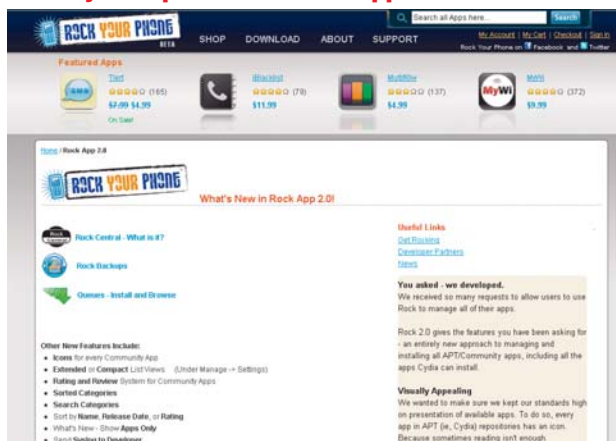 ROCK YOUR PHONE
BETA
SHOP DOWNLOAD ABOUT SUPPORT
Search all Apps here... Search
My Account | My Cart | Checkout | Sign in
Rock Your Phone on Facebook and Twitter
Featured Apps
(165)
$7.99 $4.99
On Sale!
(79)
$11.99
(137)
$4.99
MyWi
MyWi
(372)
$9.99
Home / Rock App 2.0
ROCK YOUR PHONE
What's New in Rock App 2.0!
Rock Central - What is it?
Rock Backups
Queues - Install and Browse
Other New Features Include:
Icons for every Community App
Extended or Compact List Views (Under Manage -> Settings)
Rating and Review System for Community Apps
Sorted Categories
Search Categories
Sort by Name, Release Date, or Rating
What's New - Show Apps Only
Useful Links
Get Rocking
Developer Partners
News
You asked - we developed.
We received so many requests to allow users to use
Rock to manage all of their apps.
Rock 2.0 gives the features you have been asking for
- an entirely new approach to managing and
installing all APT/Community apps, including all the
apps Cydia can install.
Visually Appealing
We wanted to make sure we kept our standards high
on presentation of available apps. To do so, every
app in APT (ie, Cydia) repositories has an icon.
Because sometimes reading isn't enough.